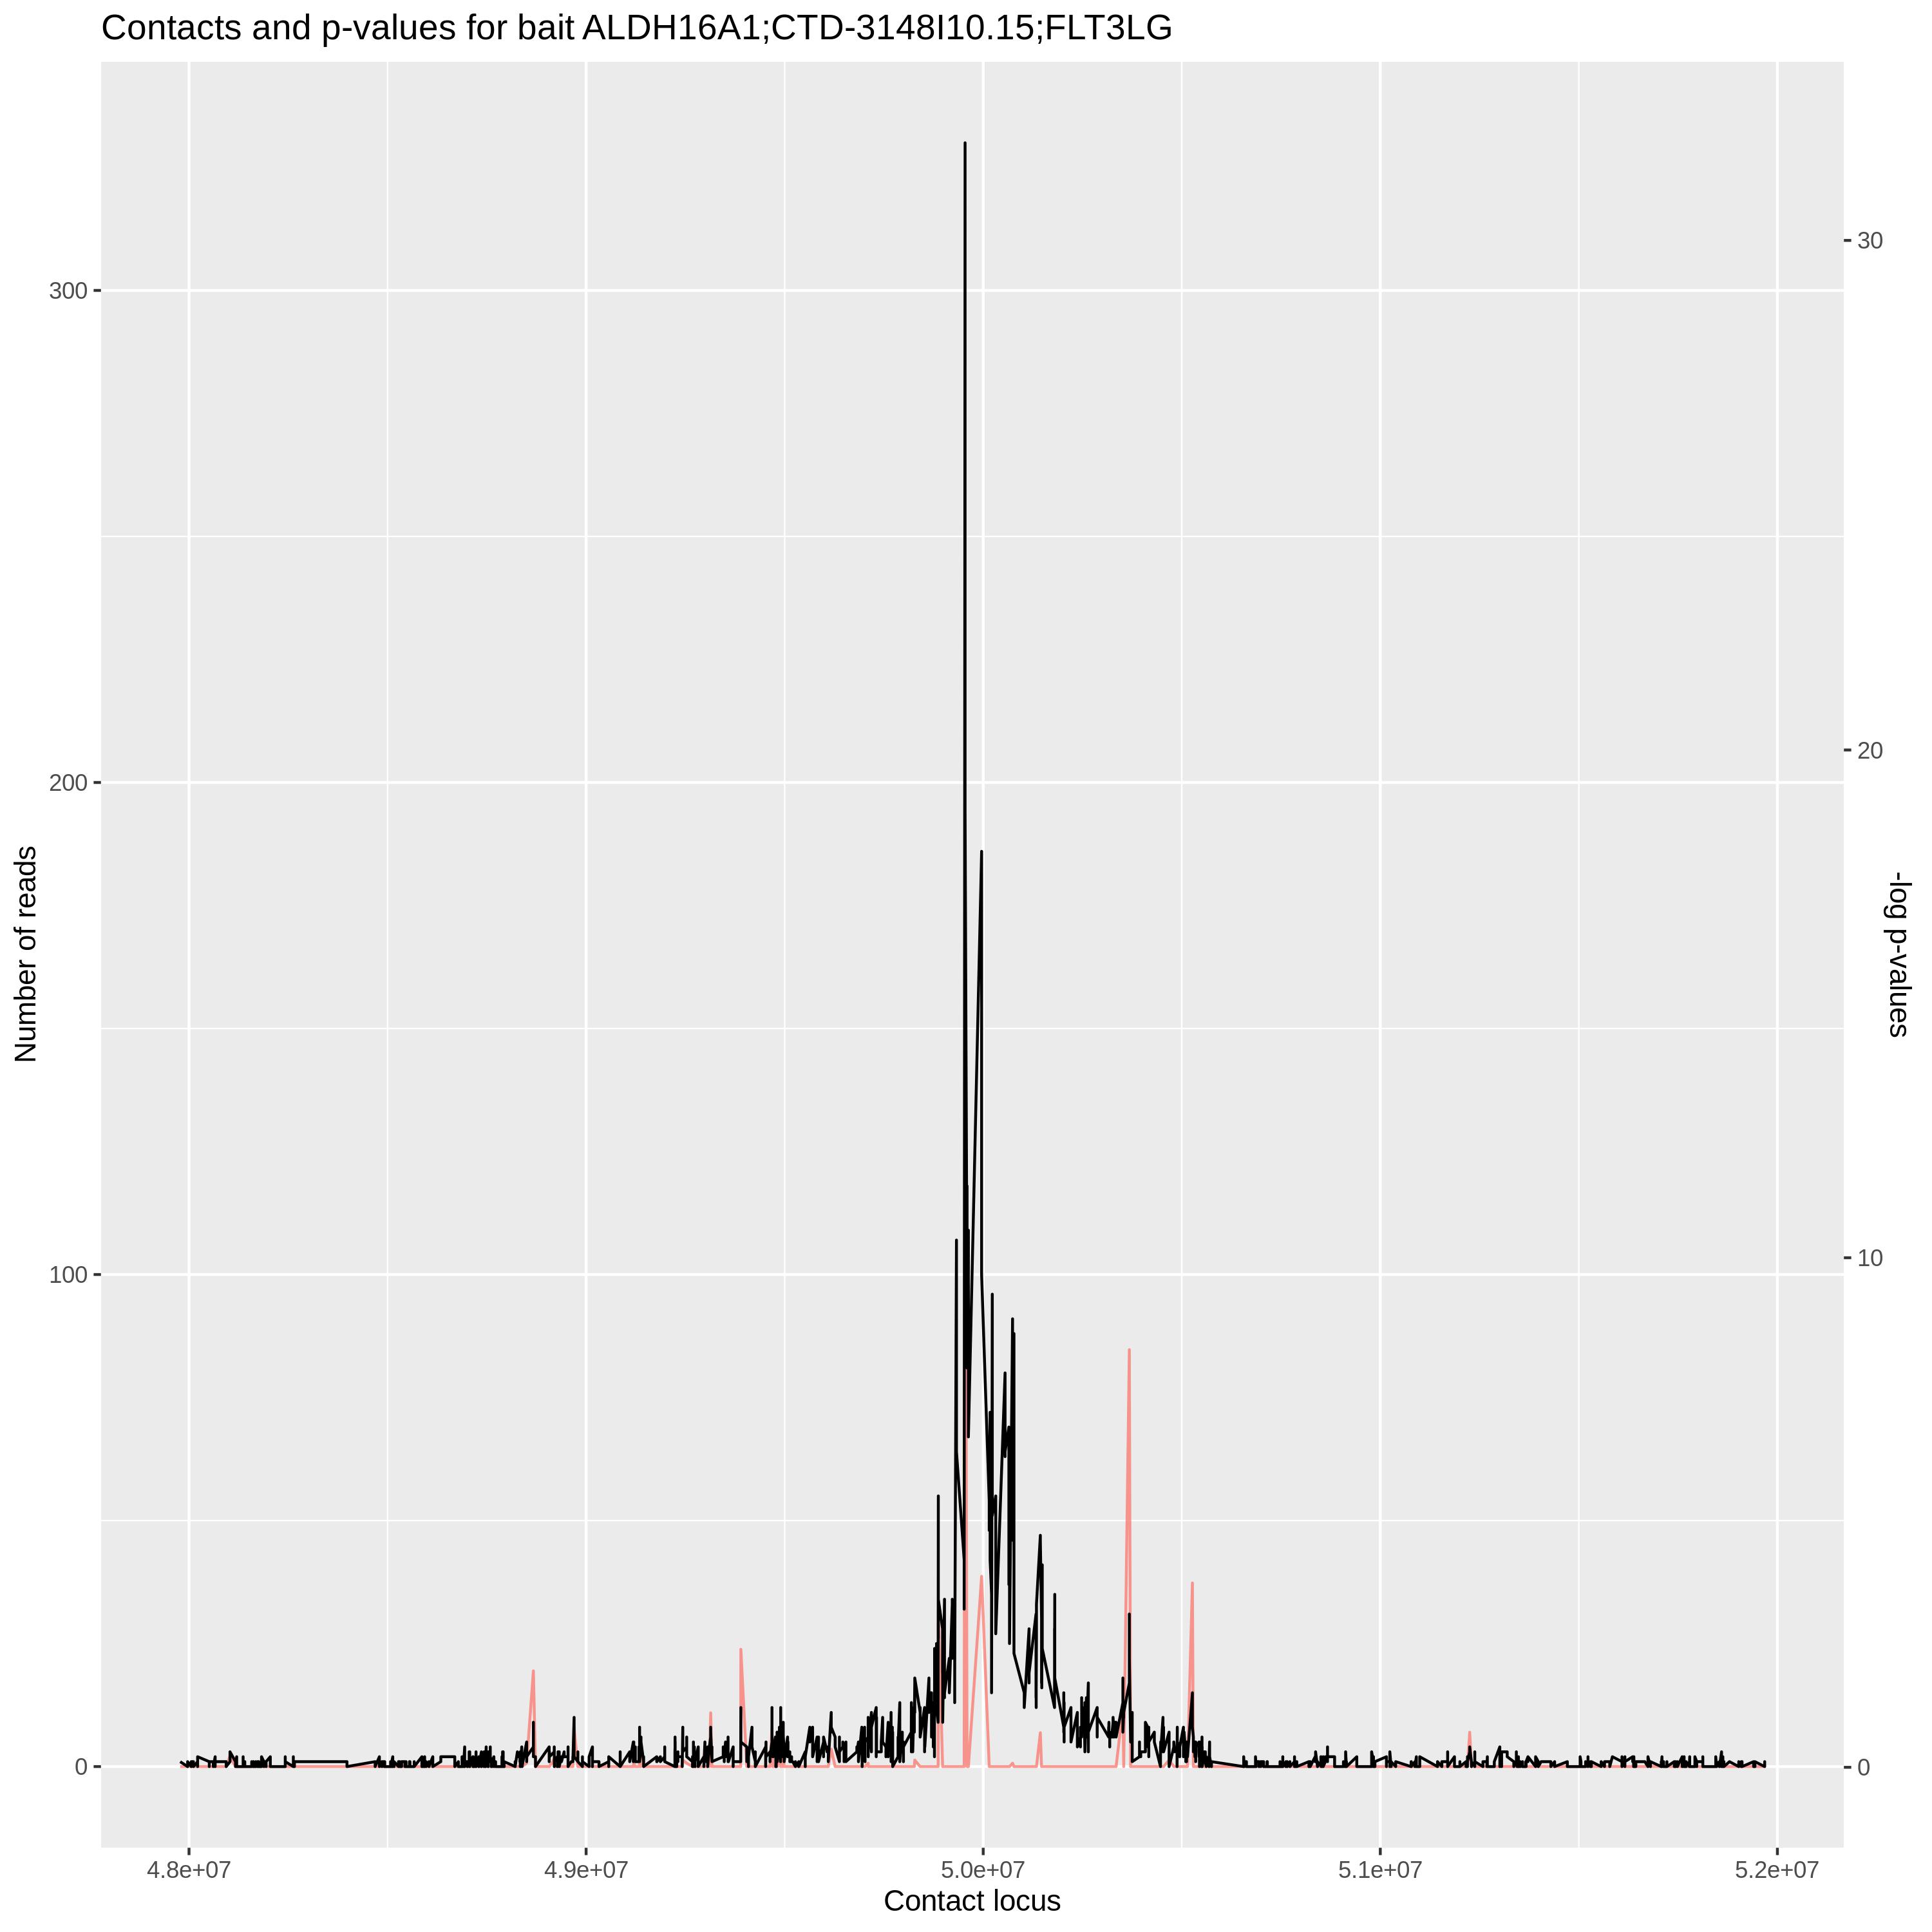 Contacts and p-values for bait ALDH16A1;CTD-3148I10.15;FLT3LG
Number of reads
300
200
100
0
30
20
10
0
-log p-values
4.8e+07 4.9e+07 5.0e+07 5.1e+07 5.2e+07
Contact locus